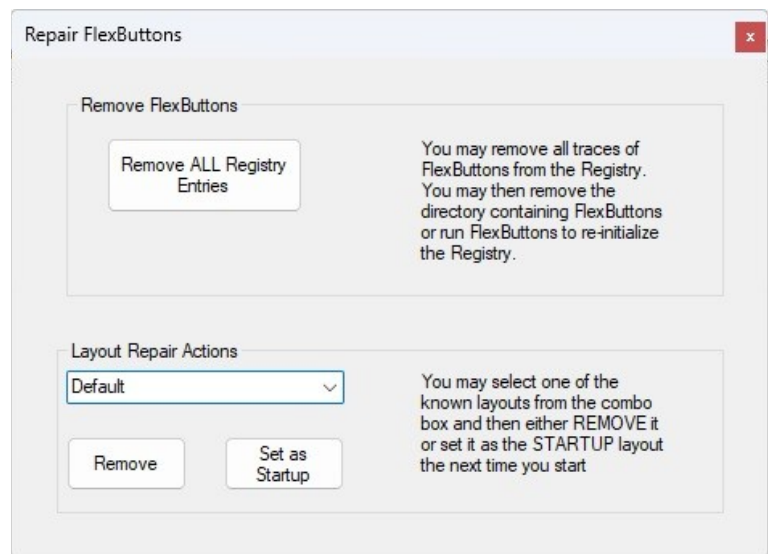 Repair FlexButtons
x
Remove FlexButtons
Remove ALL Registry
Entries
You may remove all traces of
FlexButtons from the Registry.
You may then remove the
directory containing FlexButtons
or run FlexButtons to re-initialize
the Registry.
Layout Repair Actions
Default
Remove
Set as
Startup
You may select one of the
known layouts from the combo
box and then either REMOVE it
or set it as the STARTUP layout
the next time you start